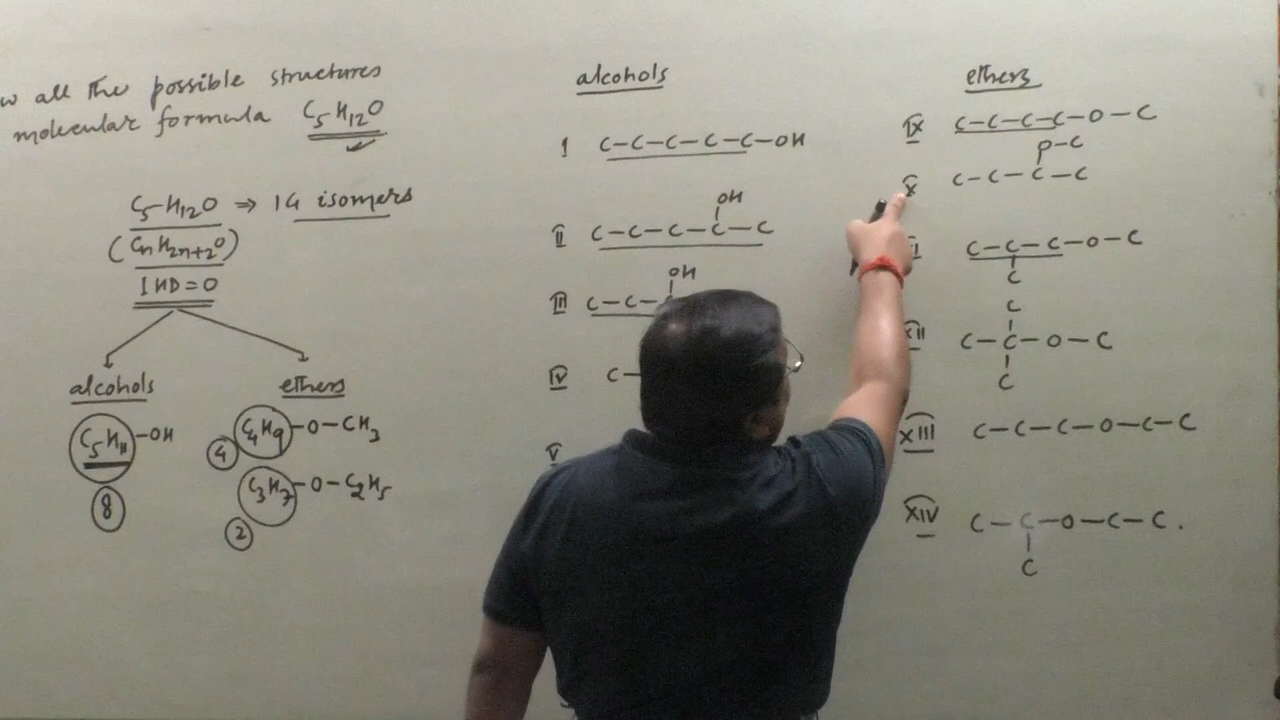 all the possible structures
molecular formula C5H12O
C5H12O ⇒ 14 isomers
(CnH2n+2O)
IHD=0
alcohols
ethers
C5H11-OH
8
C4H9-O-CH3
4
C3H7-O-C2H5
2
alcohols
I C-C-C-C-C-OH
OH
II C-C-C-C-C
OH
III C-C-
IV C-
V
ethers
IX C-C-C-C-O-C
O-C
X C-C-C-C
C-C-C-O-C
C
C
XII C-C-O-C
C
XIII C-C-C-O-C-C
XIV C-C-O-C-C.
C